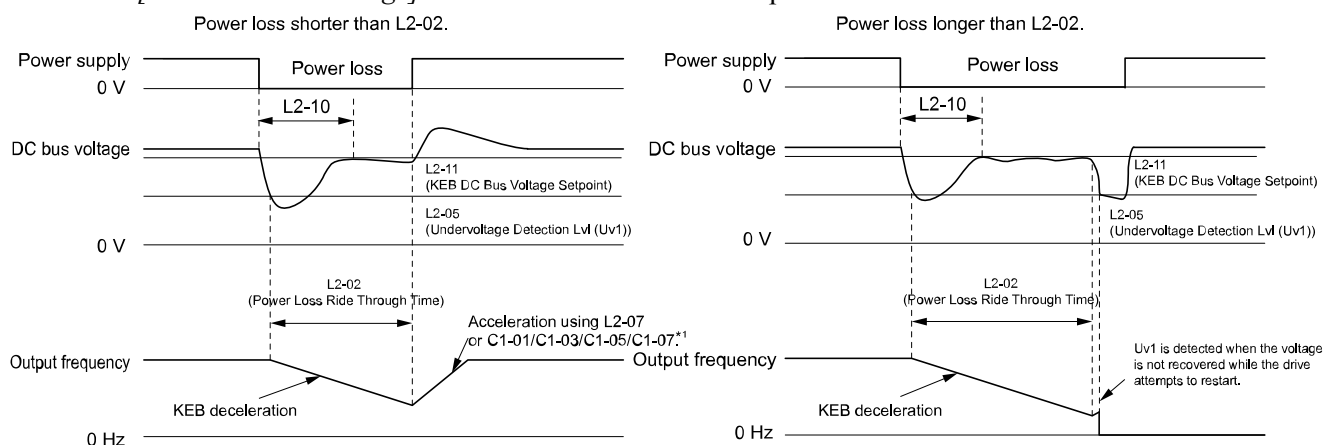 Power loss shorter than L2-02.
Power supply
Power loss
0 V
L2-10
DC bus voltage
L2-11
(KEB DC Bus Voltage Setpoint)
L2-05
(Undervoltage Detection Lvl (Uv1))
0 V
L2-02
(Power Loss Ride Through Time)
Acceleration using L2-07
or C1-01/C1-03/C1-05/C1-07.*1
Output frequency
KEB deceleration
0 Hz
Power loss longer than L2-02.
Power supply
Power loss
0 V
L2-10
DC bus voltage
L2-11
(KEB DC Bus Voltage Setpoint)
L2-05
(Undervoltage Detection Lvl (Uv1))
0 V
L2-02
(Power Loss Ride Through Time)
Output frequency
Uv1 is detected when the voltage
is not recovered while the drive
attempts to restart.
KEB deceleration
0 Hz